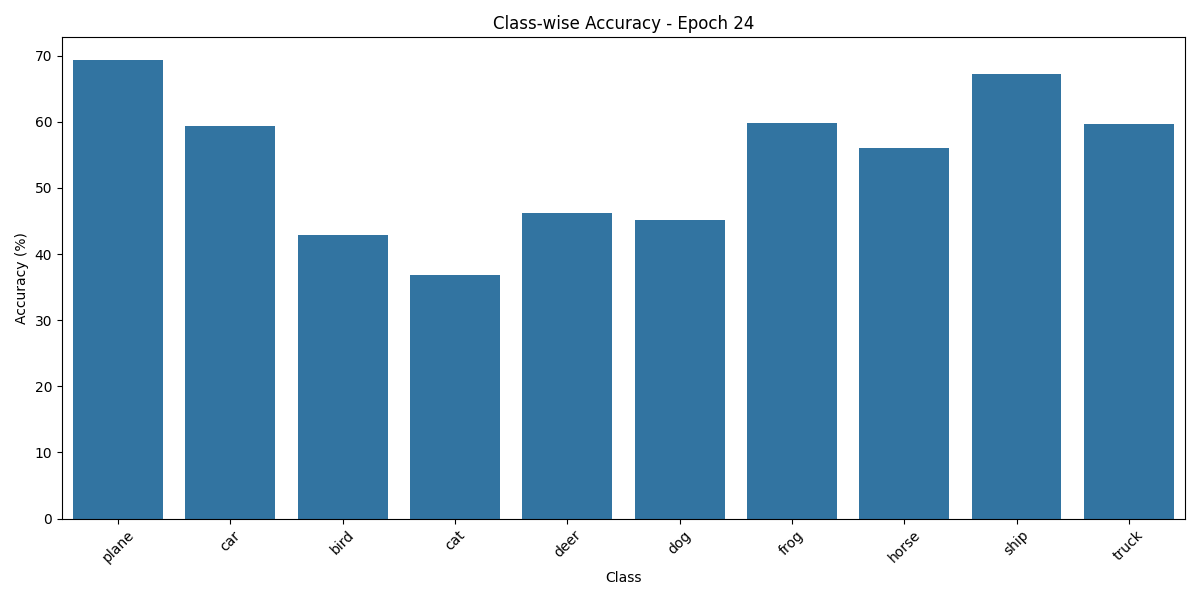 Class-wise Accuracy - Epoch 24
Accuracy (%)
70
60
50
40
30
20
10
0
plane
car
bird
cat
deer
dog
frog
horse
ship
truck
Class